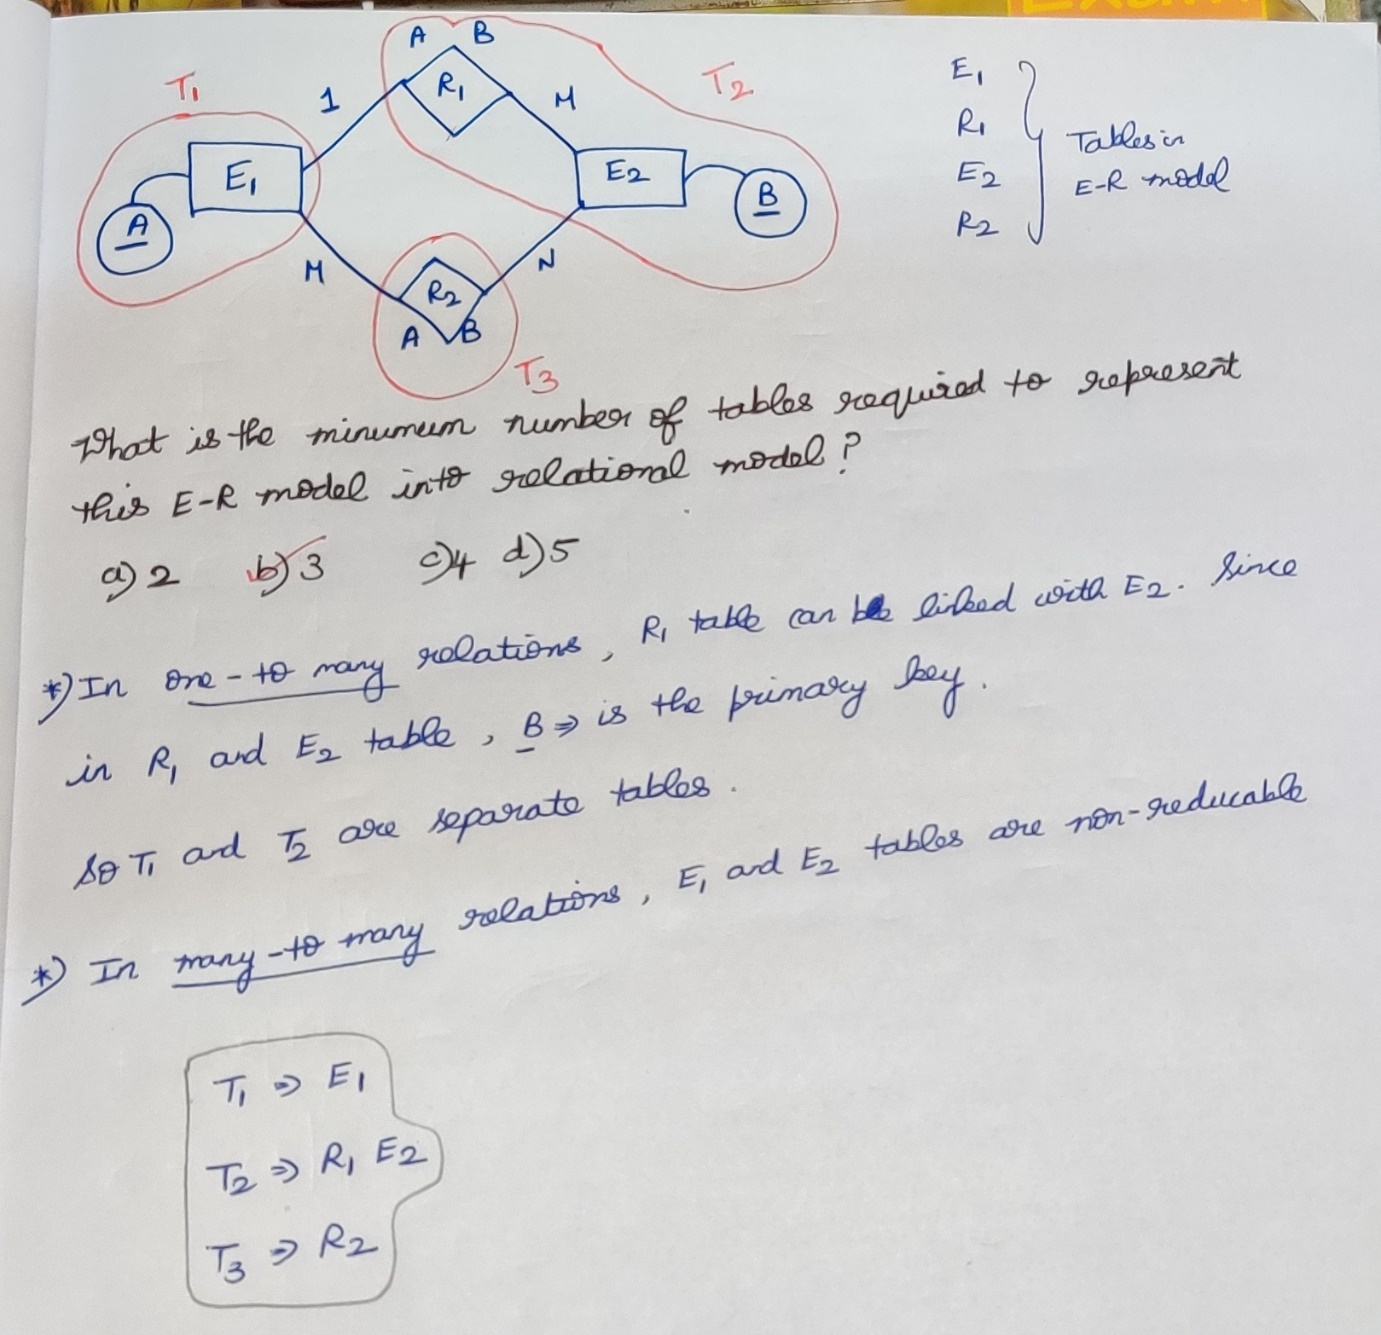 A B
R1
T1
1
M
T2
E1
E2
A
B
M
N
R2
A B
T3
E1
R1
E2
R2
Tables in
E-R model
What is the minumum number of tables required to represent
this E-R model into relational model?
a) 2 b) 3 c) 4 d) 5
*) In one-to many relations, R1 table can be linked with E2. Since
in R1 and E2 table, B ⇒ is the primary key.
So T1 and T2 are separate tables.
*) In many-to many relations, E1 and E2 tables are non-reducable
T1 ⇒ E1
T2 ⇒ R1 E2
T3 ⇒ R2